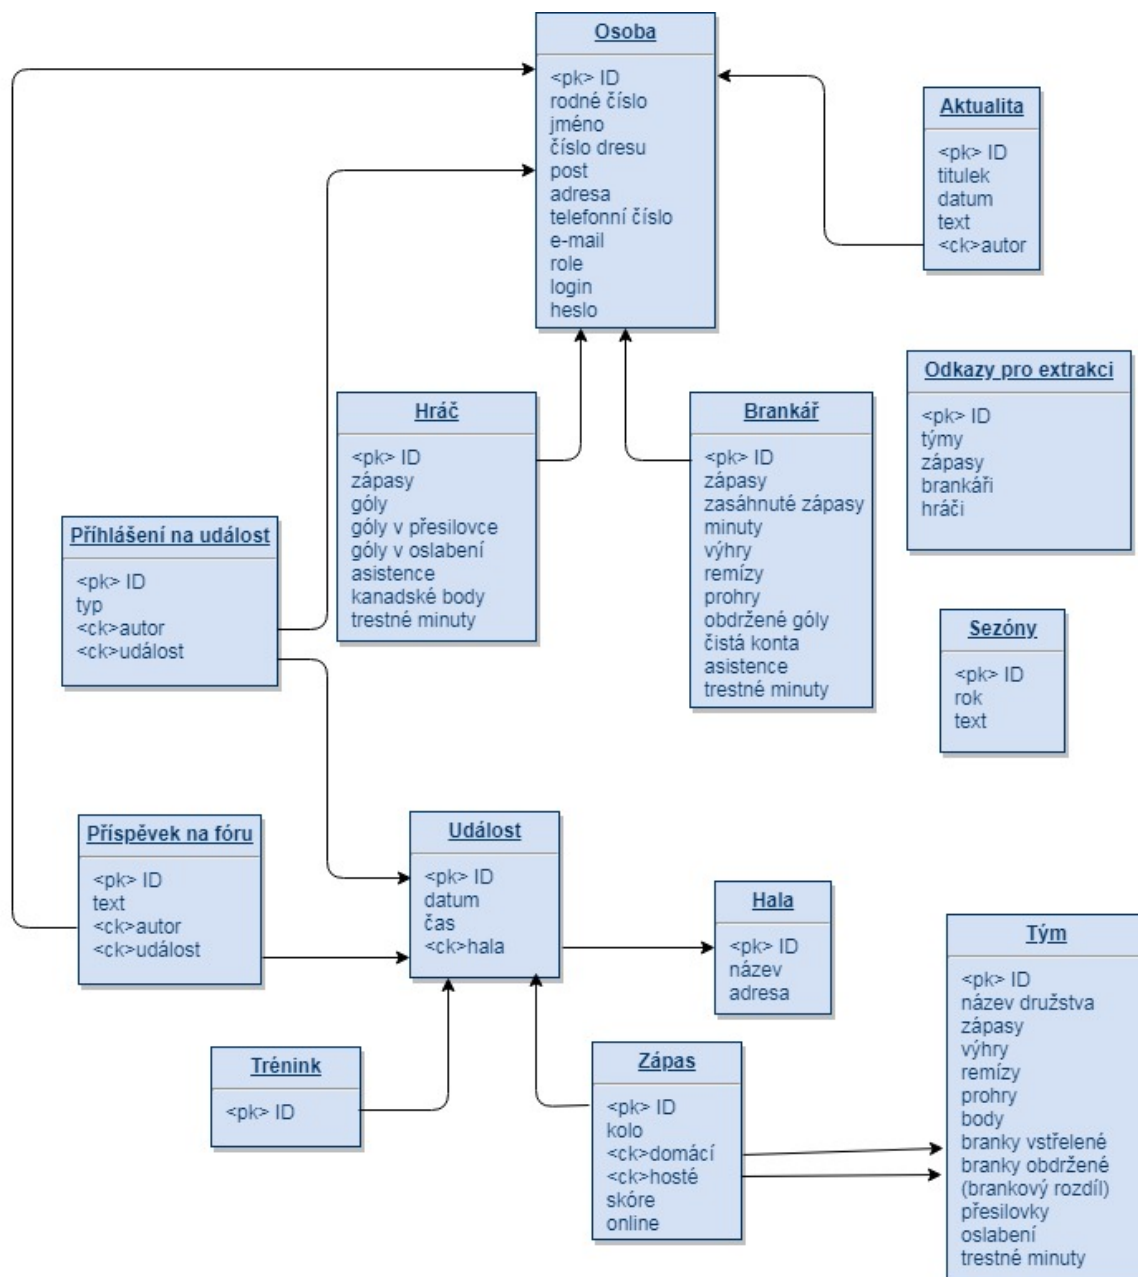 Osoba
<pk> ID
rodné číslo
jméno
číslo dresu
post
adresa
telefonní číslo
e-mail
role
login
heslo
Aktualita
<pk> ID
titulek
datum
text
<ck>autor
Hráč
<pk> ID
zápasy
góly
góly v přesilovce
góly v oslabení
asistence
kanadské body
trestné minuty
Brankář
<pk> ID
zápasy
zasáhnuté zápasy
minuty
výhry
remízy
prohry
obdržené góly
čistá konta
asistence
trestné minuty
Odkazy pro extrakci
<pk> ID
týmy
zápasy
brankáři
hráči
Příhlášení na událost
<pk> ID
typ
<ck>autor
<ck>událost
Sezóny
<pk> ID
rok
text
Příspěvek na fóru
<pk> ID
text
<ck>autor
<ck>událost
Událost
<pk> ID
datum
čas
<ck>hala
Hala
<pk> ID
název
adresa
Tým
<pk> ID
název družstva
zápasy
výhry
remízy
prohry
body
branky vstřelené
branky obdržené
(brankový rozdíl)
přesilovky
oslabení
trestné minuty
Trénink
<pk> ID
Zápas
<pk> ID
kolo
<ck>domácí
<ck>hosté
skóre
online